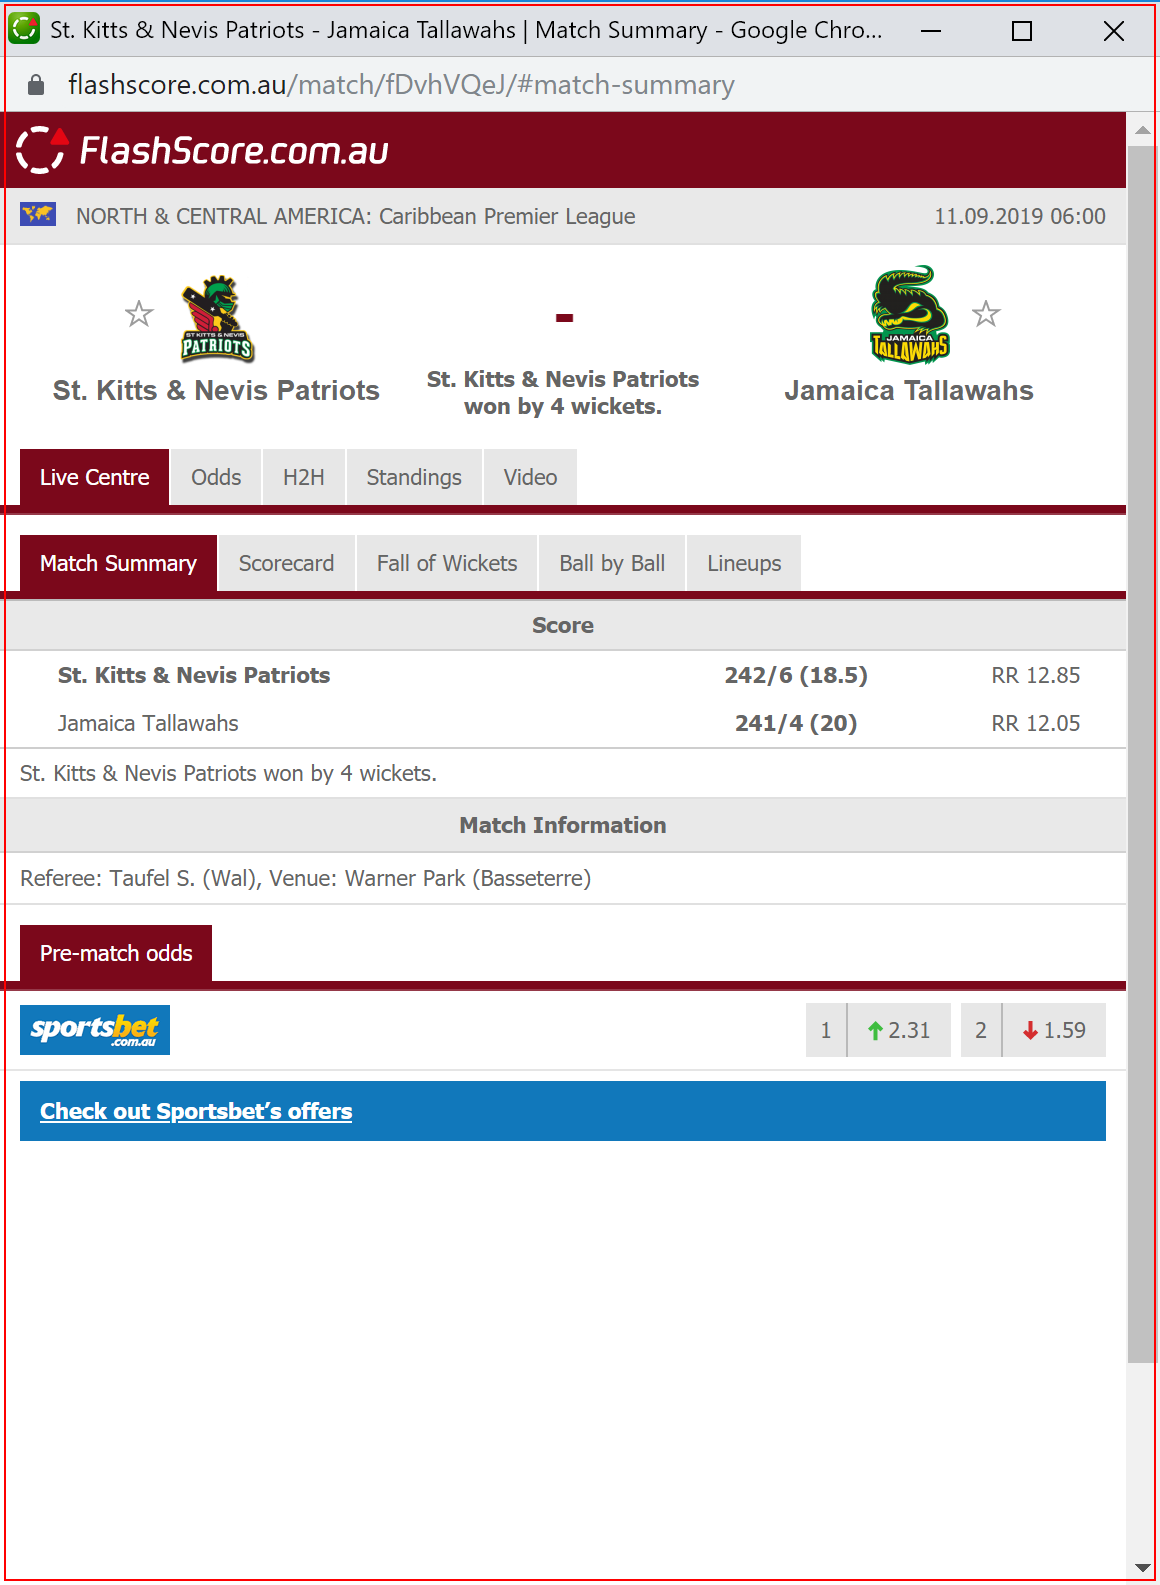 St. Kitts & Nevis Patriots - Jamaica Tallawahs | Match Summary - Google Chro...
flashscore.com.au/match/fDvhVQeJ/#match-summary
FlashScore.com.au
NORTH & CENTRAL AMERICA: Caribbean Premier League 11.09.2019 06:00
ST KITTS & NEVIS
PATRIOTS
JAMAICA
TALLAWAHS
-
St. Kitts & Nevis Patriots
St. Kitts & Nevis Patriots
won by 4 wickets.
Jamaica Tallawahs
Live Centre Odds H2H Standings Video
Match Summary Scorecard Fall of Wickets Ball by Ball Lineups
Score
St. Kitts & Nevis Patriots 242/6 (18.5) RR 12.85
Jamaica Tallawahs 241/4 (20) RR 12.05
St. Kitts & Nevis Patriots won by 4 wickets.
Match Information
Referee: Taufel S. (Wal), Venue: Warner Park (Basseterre)
Pre-match odds
sportsbet
.com.au
1 2.31 2 1.59
Check out Sportsbet’s offers